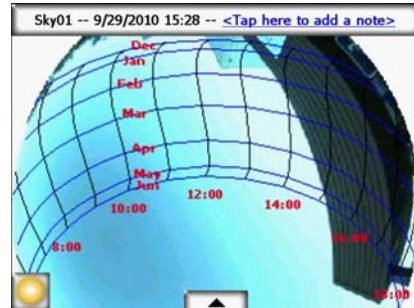 Sky01 -- 9/29/2010 15:28 -- <Tap here to add a note>
Dec
Jan
Feb
Mar
Apr
May
Jun
8:00
10:00
12:00
14:00
16:00
18:00